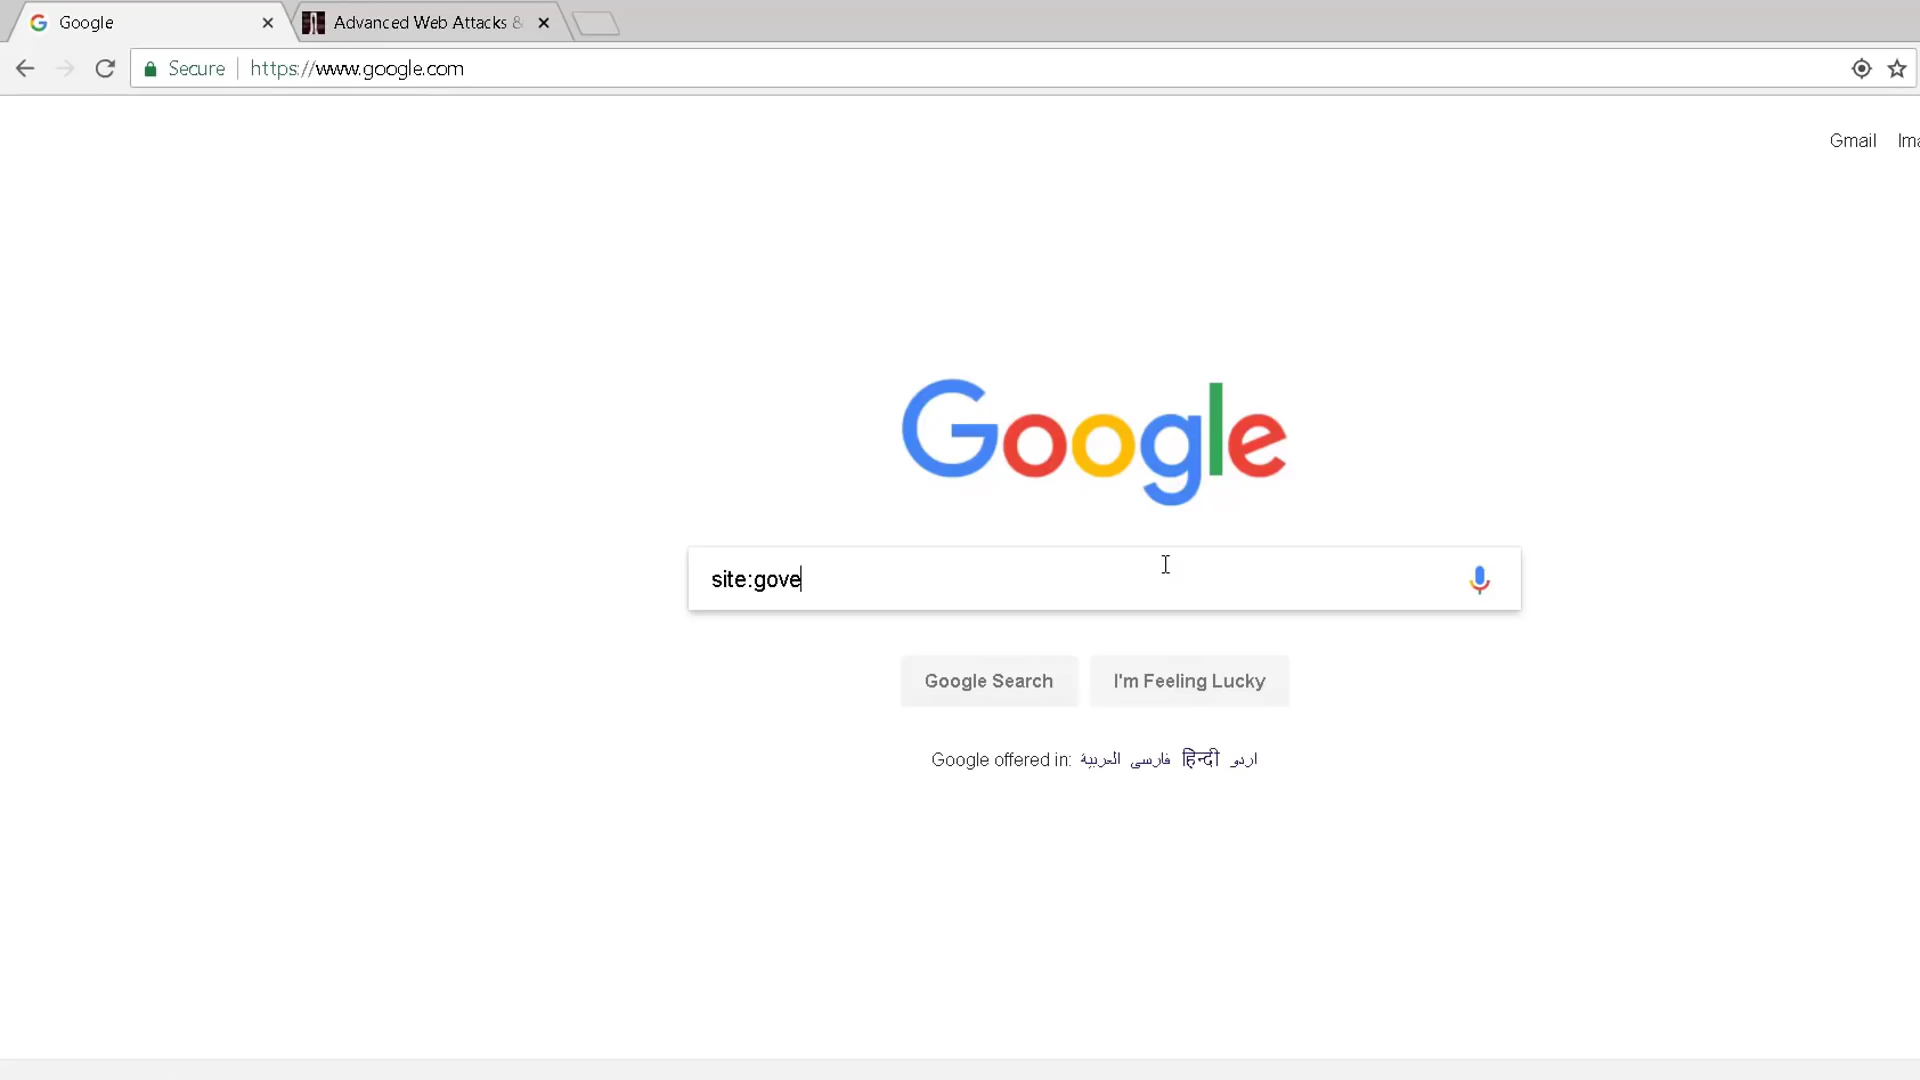 Google
Advanced Web Attacks &
Secure
https://www.google.com
Gmail
Google
site:gove
Google Search
I'm Feeling Lucky
Google offered in: العربية فارسی हिन्दी اردو